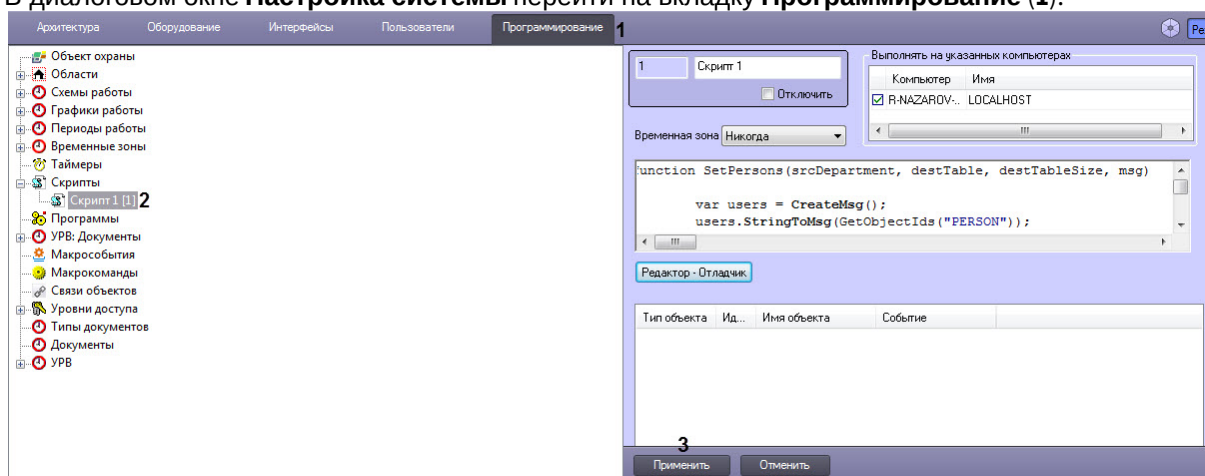 В диалоговом окне Настройка системы перейти на вкладку Программирование (1).
Архитектура Оборудование Интерфейсы Пользователи Программирование 1
Объект охраны
Области
Схемы работы
Графики работы
Периоды работы
Временные зоны
Таймеры
Скрипты
Скрипт 1 [1] 2
Программы
УРВ: Документы
Макрособытия
Макрокоманды
Связи объектов
Уровни доступа
Типы документов
Документы
УРВ
1 Скрипт 1
Отключить
Выполнять на указанных компьютерах
Компьютер Имя
R-NAZAROV-.. LOCALHOST
Временная зона Никогда
function SetPersons(srcDepartment, destTable, destTableSize, msg)
var users = CreateMsg();
users.StringToMsg(GetObjectIds("PERSON"));
Редактор - Отладчик
Тип объекта Ид... Имя объекта Событие
3
Применить Отменить